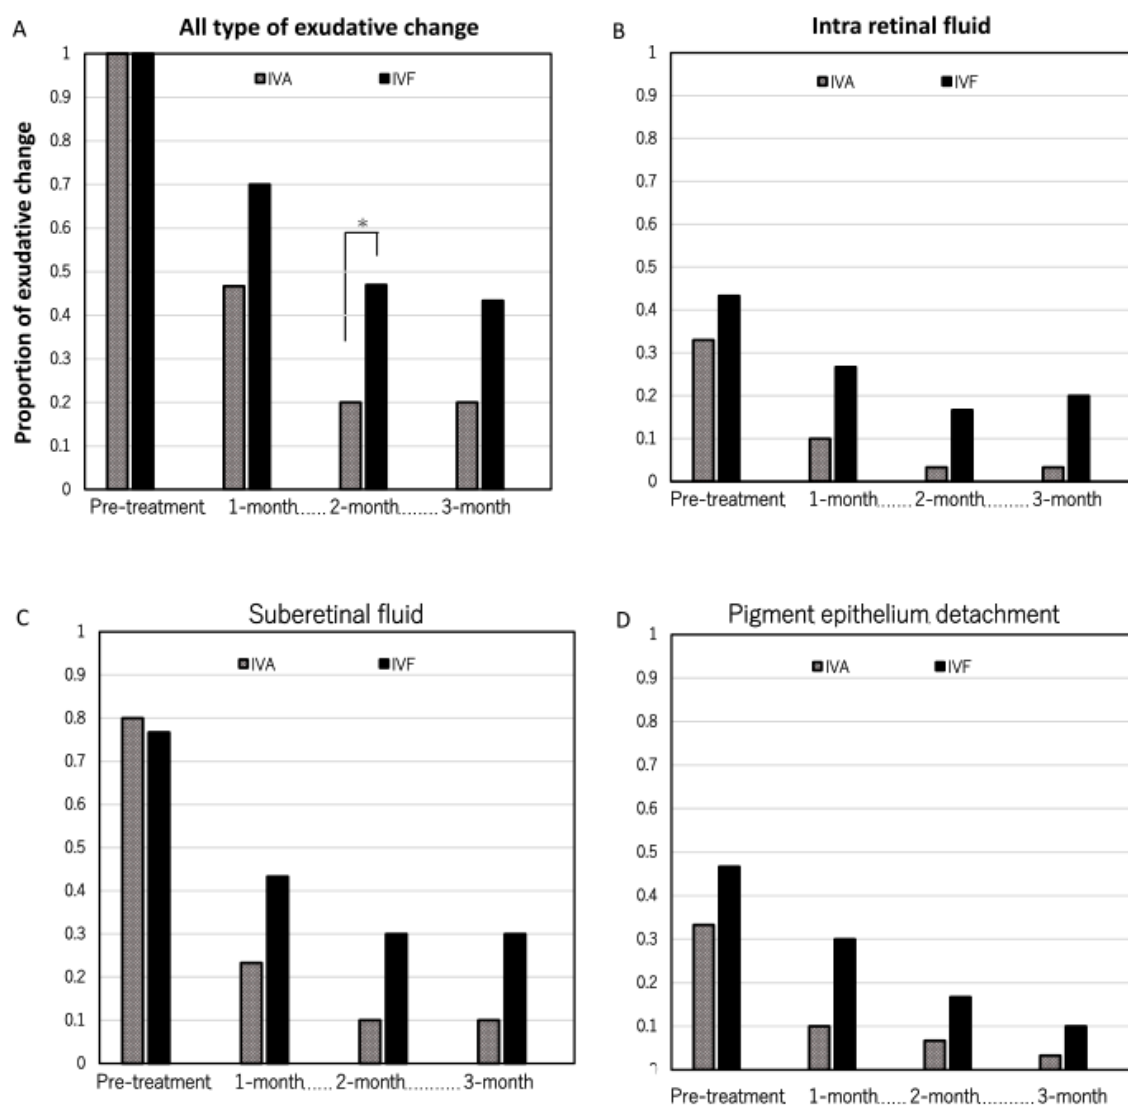 A
All type of exudative change
IVA IVF
Proportion of exudative change
1
0.9
0.8
0.7
0.6
0.5
0.4
0.3
0.2
0.1
0
*
Pre-treatment 1-month..... 2-month........ 3-month
B
Intra retinal fluid
IVA IVF
1
0.9
0.8
0.7
0.6
0.5
0.4
0.3
0.2
0.1
0
Pre-treatment 1-month....... 2-month......... 3-month
C
Suberetinal fluid
IVA IVF
1
0.9
0.8
0.7
0.6
0.5
0.4
0.3
0.2
0.1
0
Pre-treatment 1-month...... 2-month........... 3-month
D
Pigment epithelium detachment
IVA IVF
1
0.9
0.8
0.7
0.6
0.5
0.4
0.3
0.2
0.1
Pre-treatment 1-month....... 2-month........... 3-month